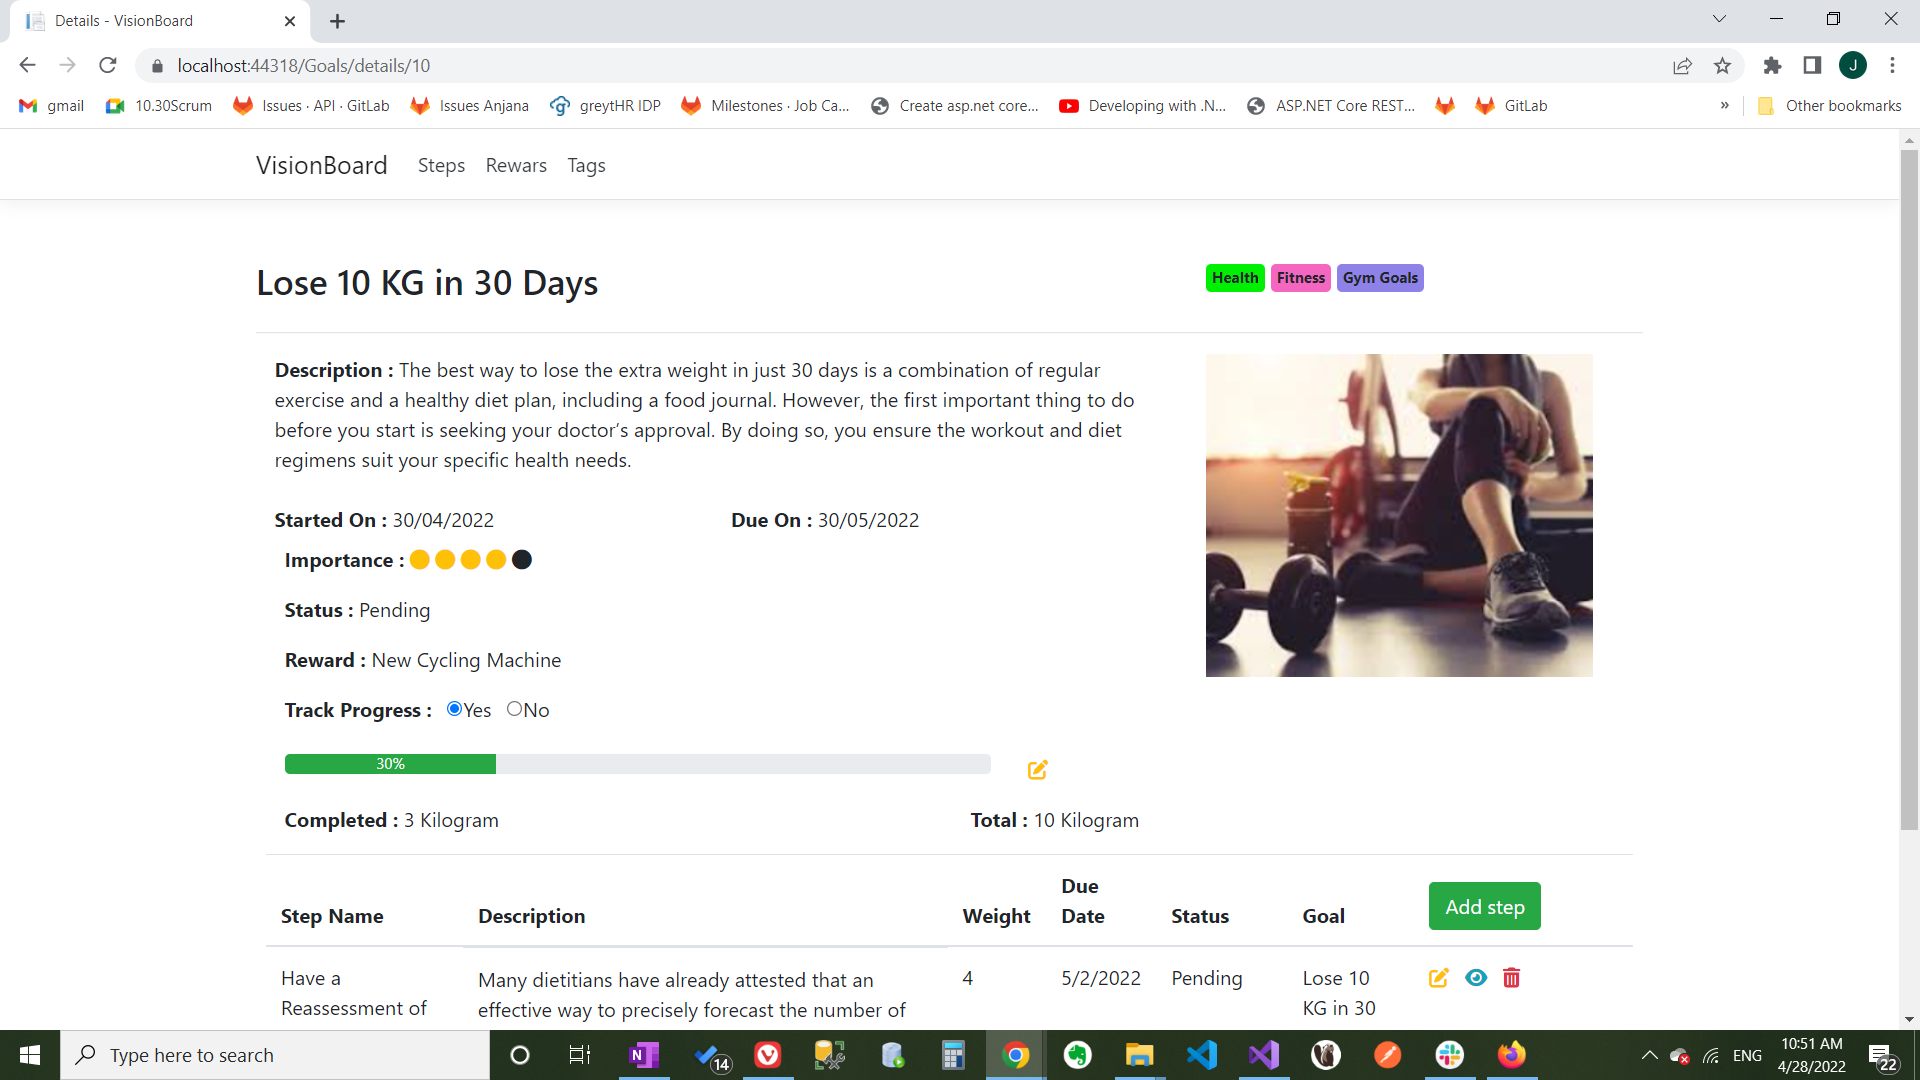 Details - VisionBoard
localhost:44318/Goals/details/10
J
gmail 10.30Scrum Issues · API · GitLab Issues Anjana greytHR IDP Milestones · Job Ca... Create asp.net core... Developing with .N... ASP.NET Core REST... GitLab » Other bookmarks
VisionBoard Steps Rewars Tags
Lose 10 KG in 30 Days
Health Fitness Gym Goals
Description : The best way to lose the extra weight in just 30 days is a combination of regular
exercise and a healthy diet plan, including a food journal. However, the first important thing to do
before you start is seeking your doctor’s approval. By doing so, you ensure the workout and diet
regimens suit your specific health needs.
Started On : 30/04/2022 Due On : 30/05/2022
Importance :
Status : Pending
Reward : New Cycling Machine
Track Progress : Yes No
30%
Completed : 3 Kilogram Total : 10 Kilogram
Step Name Description Weight Due Date Status Goal Add step
Have a Many dietitians have already attested that an 4 5/2/2022 Pending Lose 10
Reassessment of effective way to precisely forecast the number of KG in 30
Type here to search
14
ENG
10:51 AM
4/28/2022
22